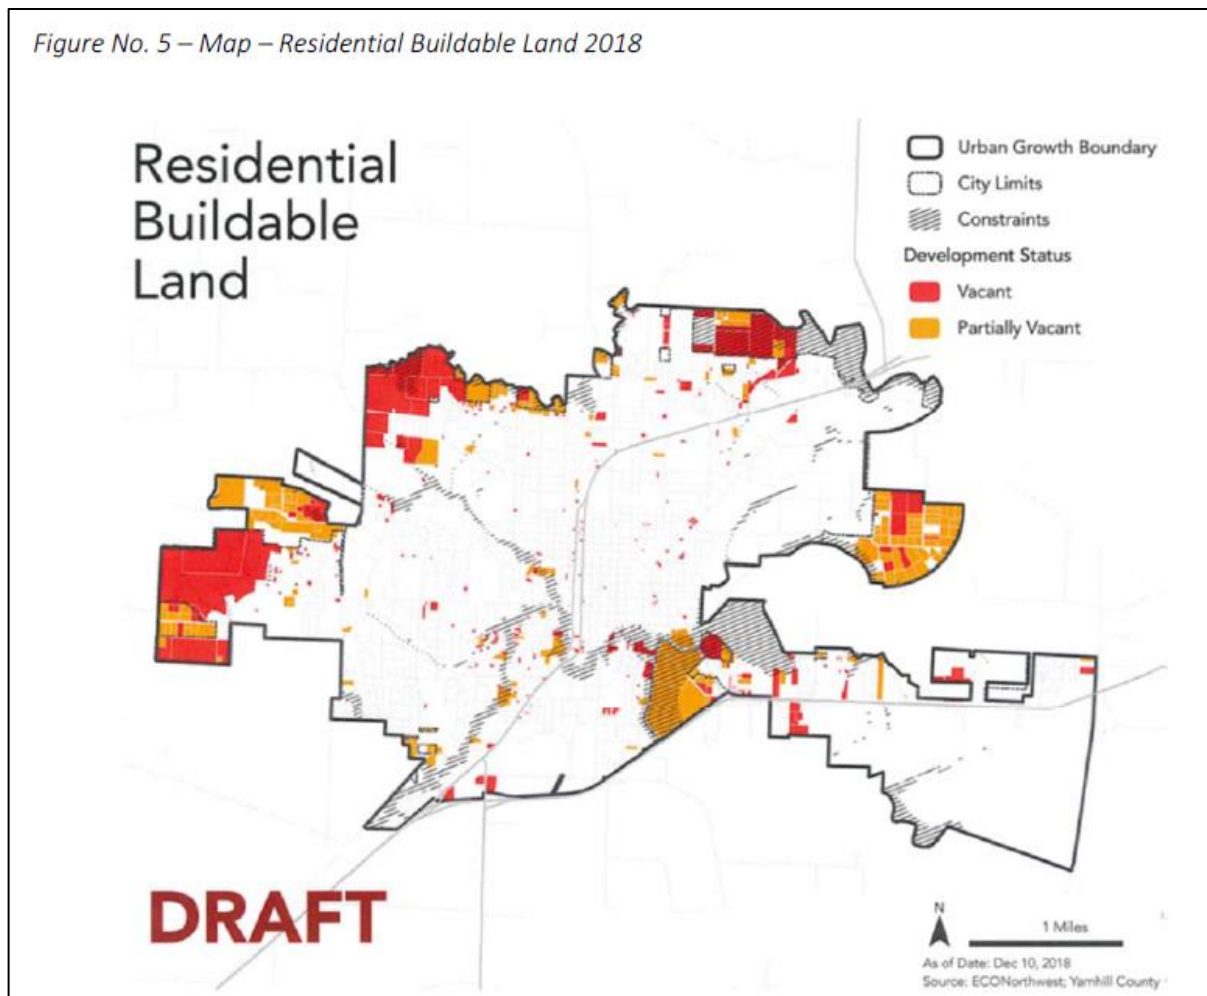 Figure No. 5 – Map – Residential Buildable Land 2018
Residential
Buildable
Land
Urban Growth Boundary
City Limits
Constraints
Development Status
Vacant
Partially Vacant
DRAFT
N
1 Miles
As of Date: Dec 10, 2018
Source: ECONorthwest; Yamhill County